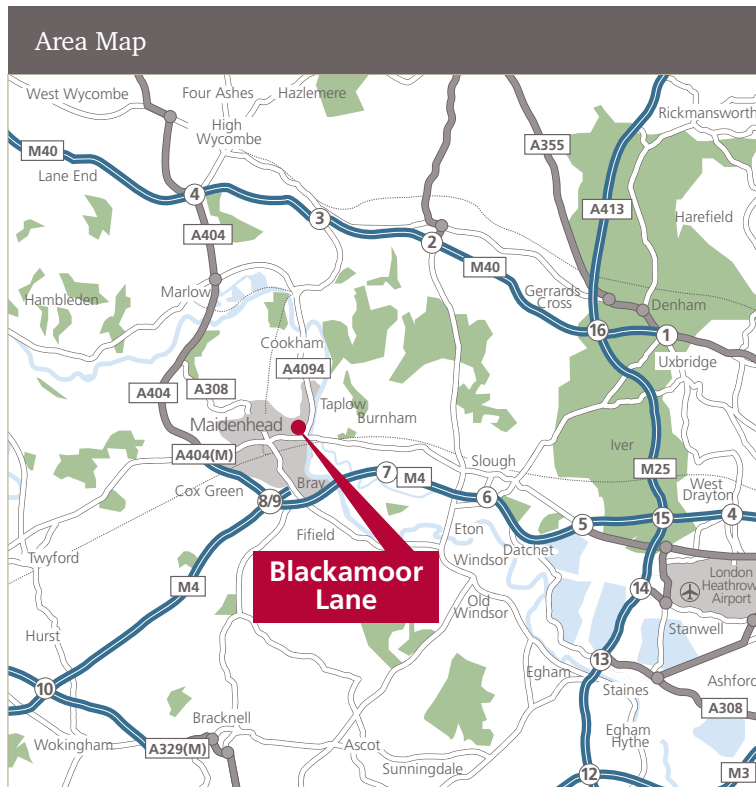 Area Map
West Wycombe
Four Ashes
Hazlemere
High
Wycombe
Rickmansworth
M40
A355
Lane End
4
A413
3
Harefield
A404
2
M40
Hambleden
Marlow
Gerrards
Cross
Denham
16
1
Cookham
Uxbridge
A4094
A404
A308
Taplow
Burnham
Maidenhead
Iver
A404(M)
Slough
M25
Cox Green
Bray
7
M4
West
Drayton
8/9
6
15
4
Fifield
Eton
5
Datchet
Twyford
Windsor
Blackamoor
Lane
M4
Old
Windsor
14
London
Heathrow
Airport
Stanwell
Hurst
13
Egham
10
Staines
Ashford
A308
Bracknell
Wokingham
A329(M)
Ascot
Egham
Hythe
Sunningdale
12
M3